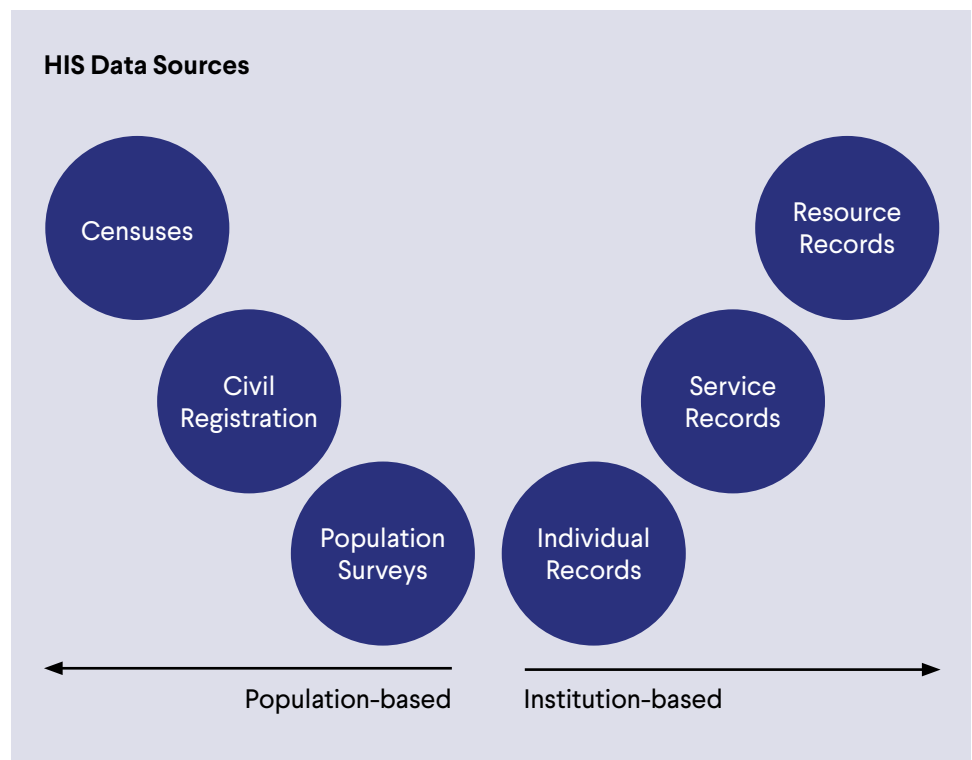 HIS Data Sources
Censuses
Civil
Registration
Population
Surveys
Individual
Records
Service
Records
Resource
Records
Population-based
Institution-based